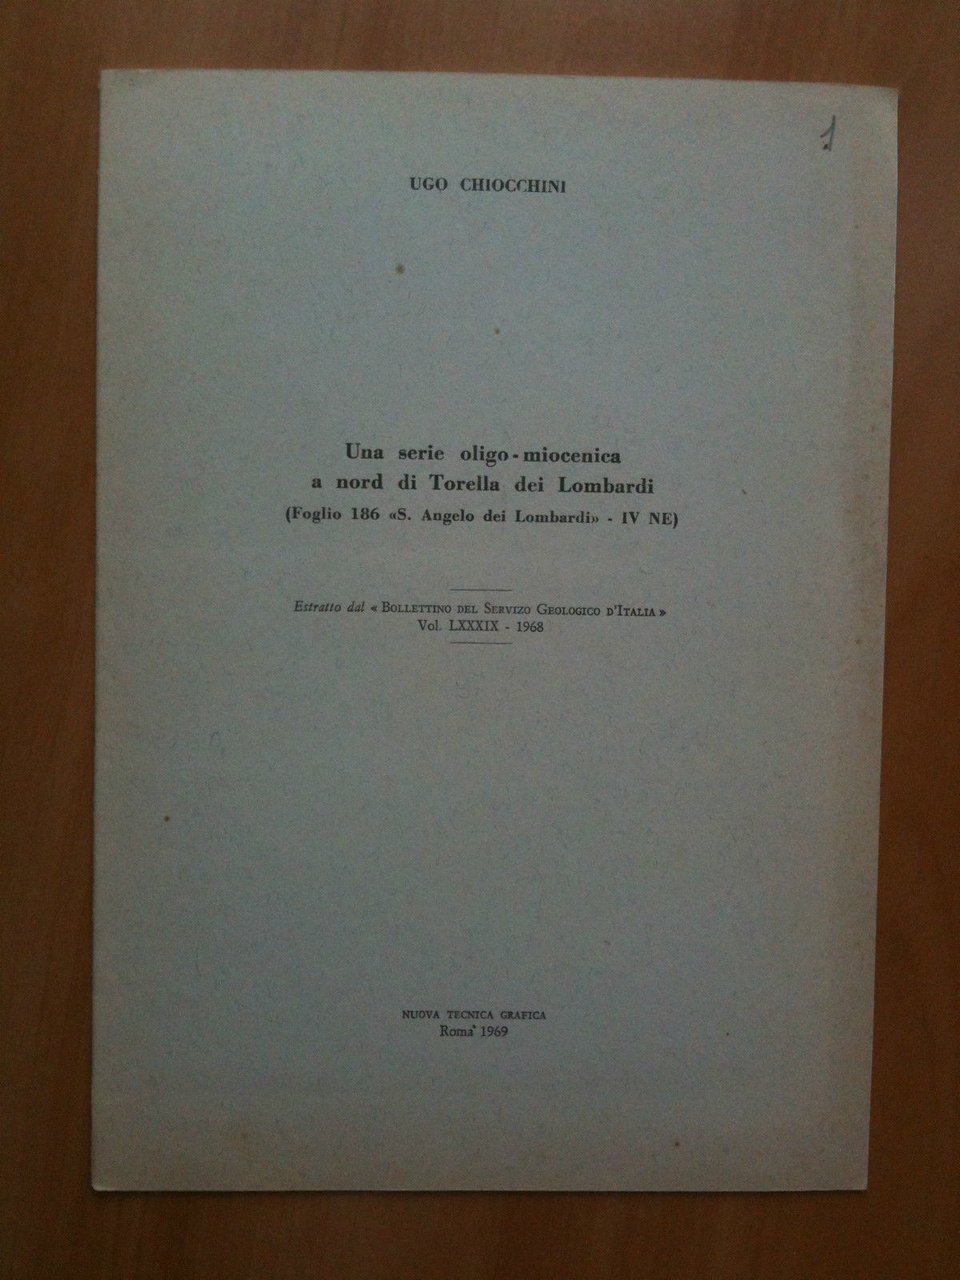 1
UGO CHIOCCHINI
Una serie oligo-miocenica
a nord di Torella dei Lombardi
(Foglio 186 «S. Angelo dei Lombardi» - IV NE)
Estratto dal « BOLLETTINO DEL SERVIZO GEOLOGICO D'ITALIA »
Vol. LXXXIX - 1968
NUOVA TECNICA GRAFICA
Roma 1969